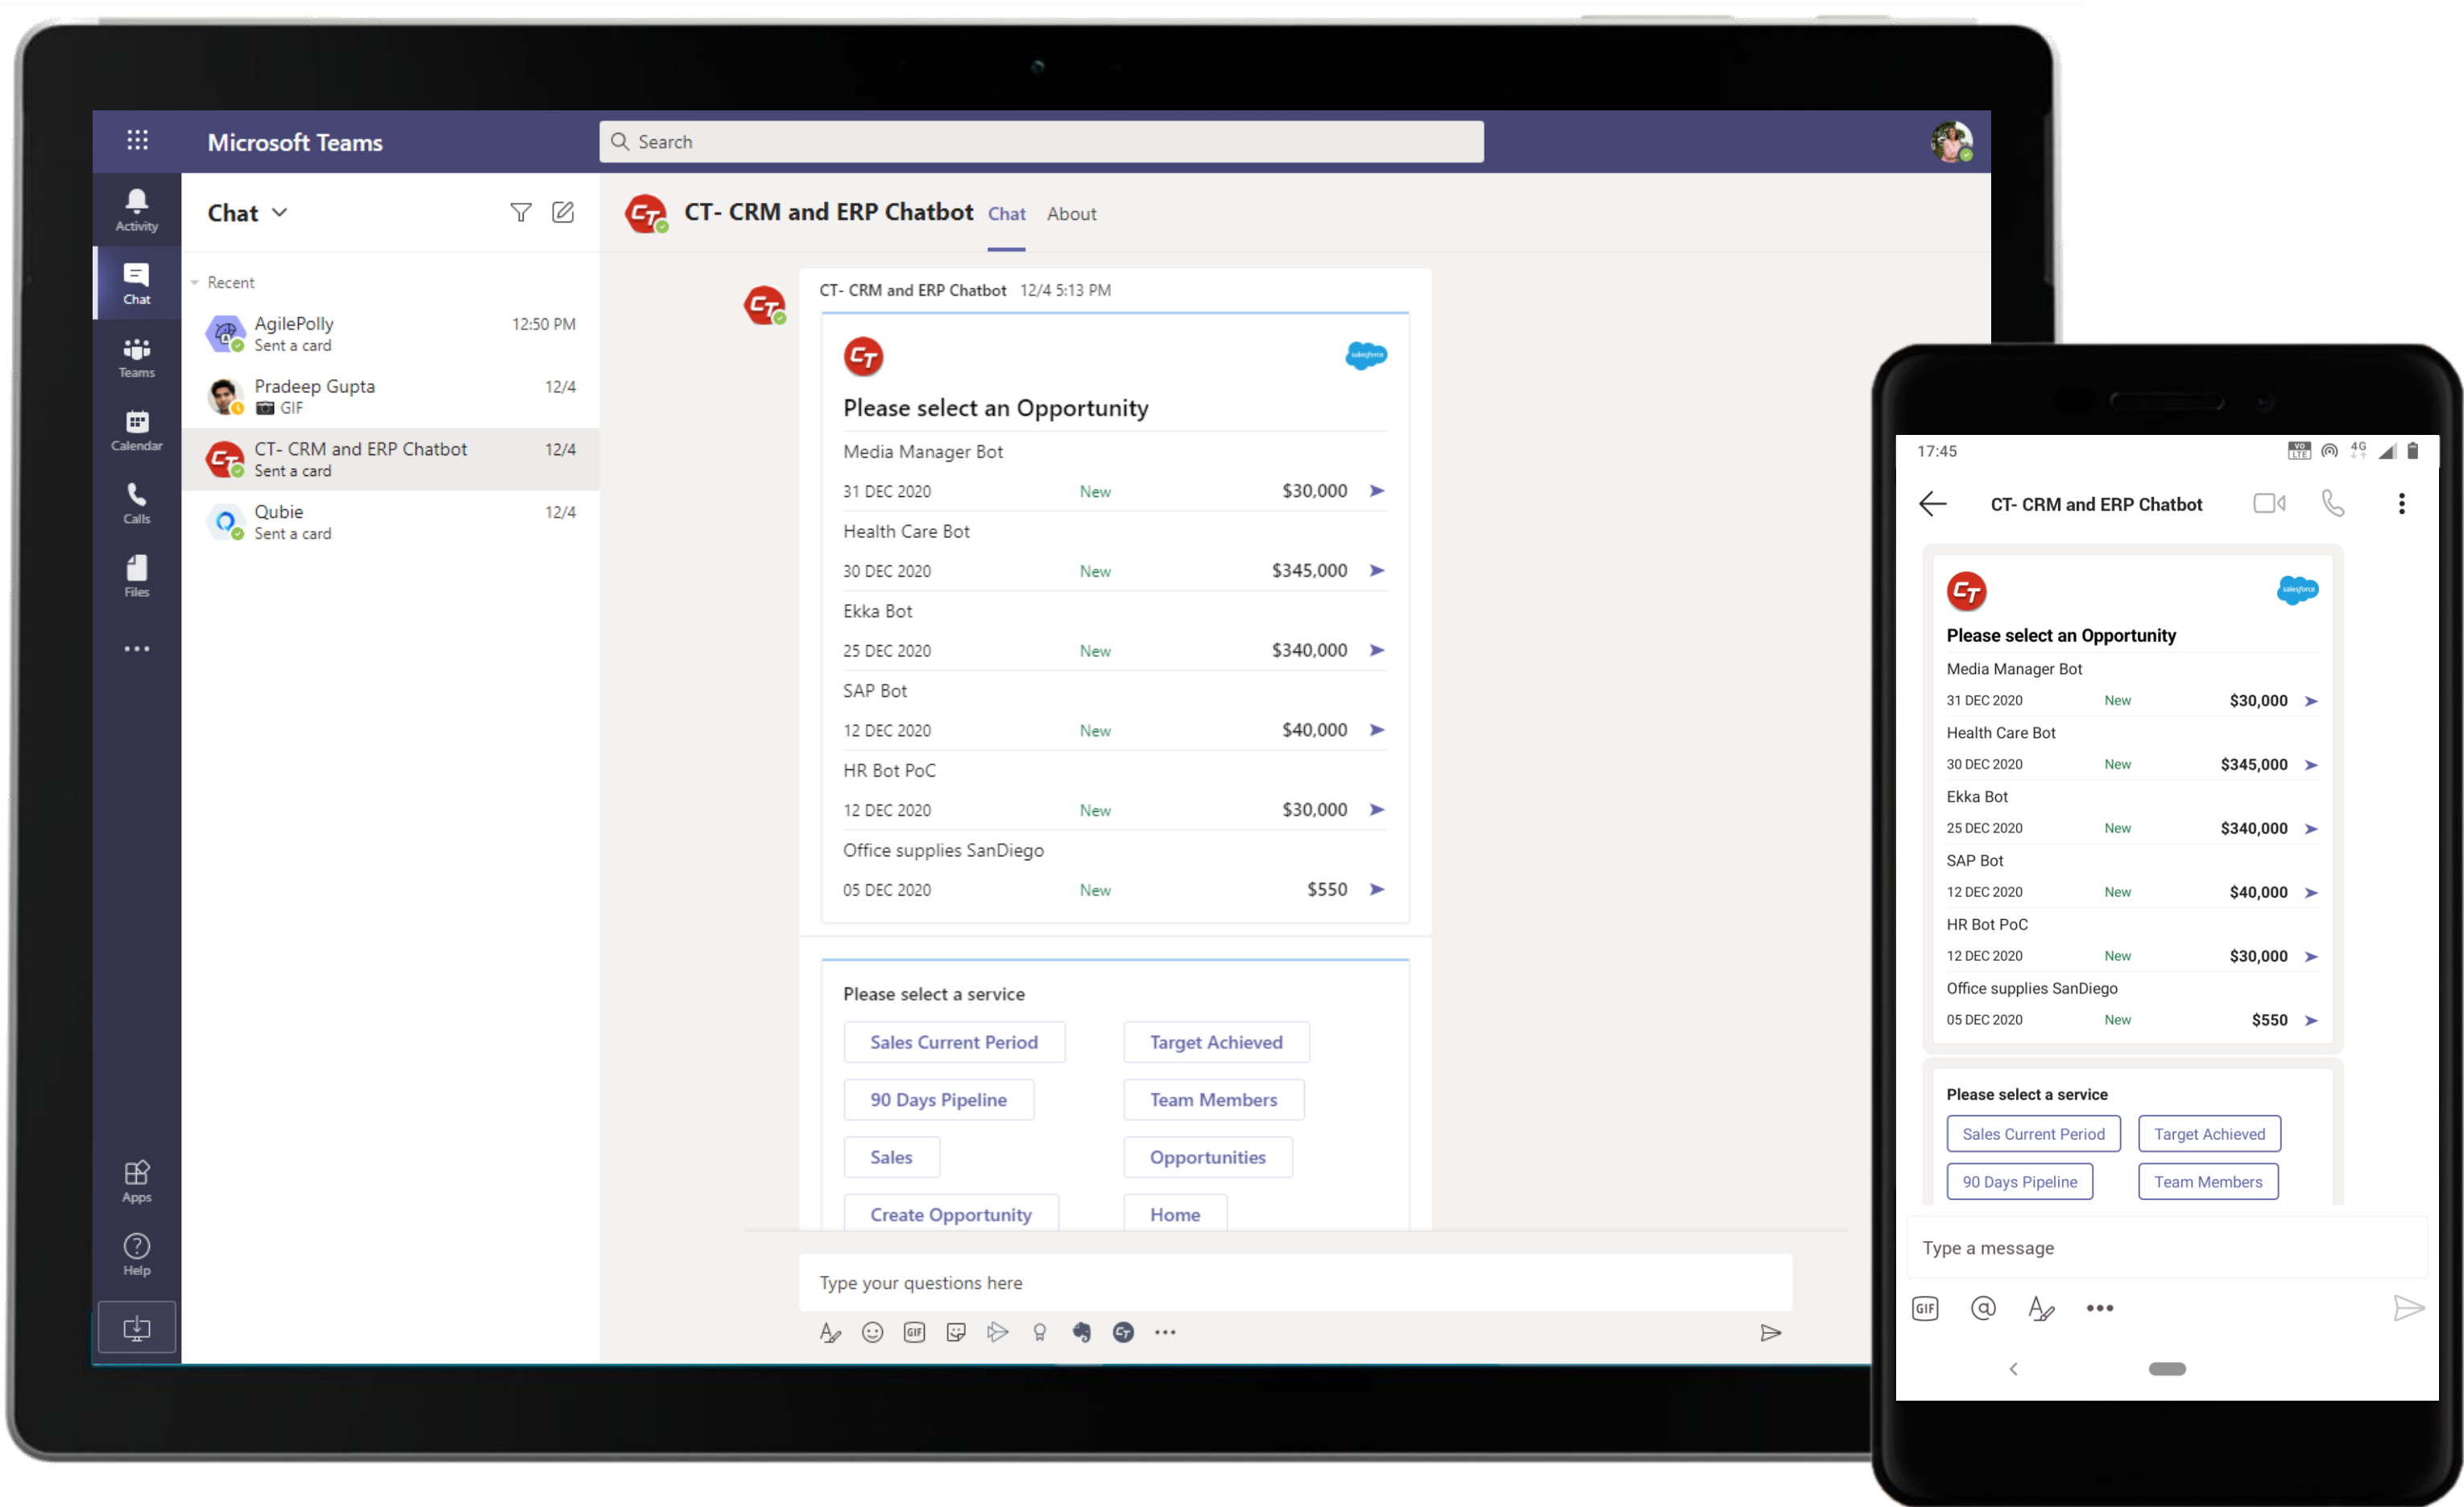 Microsoft Teams
Search
Activity
Chat
Teams
Calendar
Calls
Files
Apps
Help
Chat
Recent
AgilePolly 12:50 PM
Sent a card
Pradeep Gupta 12/4
GIF
CT- CRM and ERP Chatbot 12/4
Sent a card
Qubie 12/4
Sent a card
CT- CRM and ERP Chatbot Chat About
CT
CT- CRM and ERP Chatbot 12/4 5:13 PM
CT salesforce
Please select an Opportunity
Media Manager Bot
31 DEC 2020 New $30,000
Health Care Bot
30 DEC 2020 New $345,000
Ekka Bot
25 DEC 2020 New $340,000
SAP Bot
12 DEC 2020 New $40,000
HR Bot PoC
12 DEC 2020 New $30,000
Office supplies SanDiego
05 DEC 2020 New $550
Please select a service
Sales Current Period Target Achieved
90 Days Pipeline Team Members
Sales Opportunities
Create Opportunity Home
Type your questions here
GIF CT
17:45 VO LTE 4G
CT- CRM and ERP Chatbot
CT salesforce
Please select an Opportunity
Media Manager Bot
31 DEC 2020 New $30,000
Health Care Bot
30 DEC 2020 New $345,000
Ekka Bot
25 DEC 2020 New $340,000
SAP Bot
12 DEC 2020 New $40,000
HR Bot PoC
12 DEC 2020 New $30,000
Office supplies SanDiego
05 DEC 2020 New $550
Please select a service
Sales Current Period Target Achieved
90 Days Pipeline Team Members
Type a message
GIF @